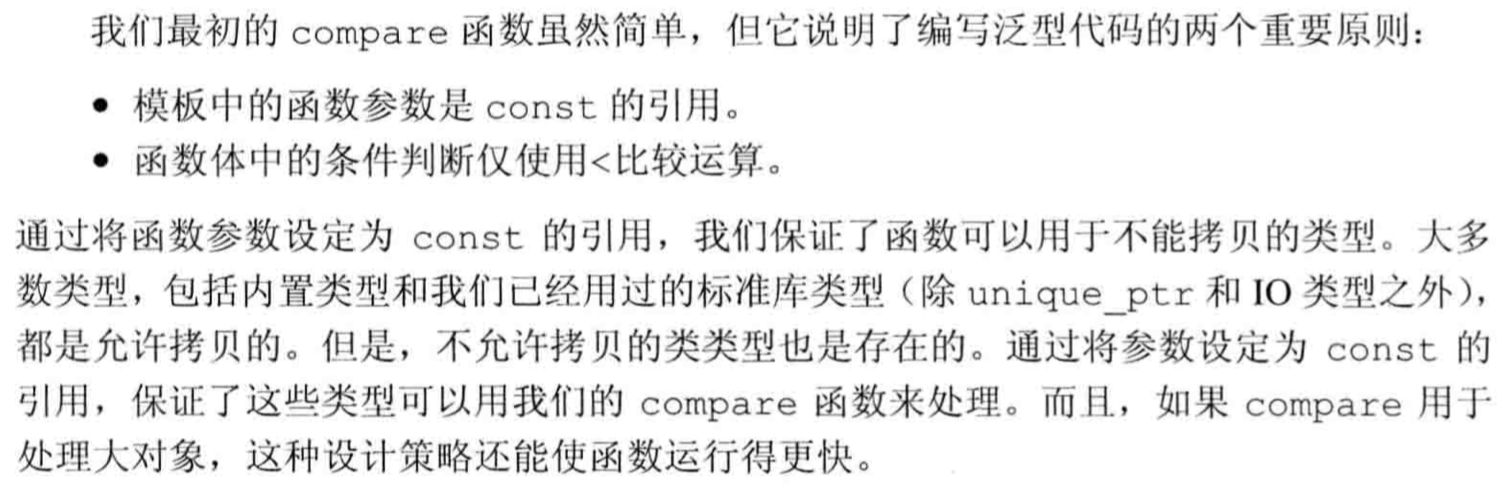 我们最初的 compare 函数虽然简单，但它说明了编写泛型代码的两个重要原则：
● 模板中的函数参数是 const 的引用。
● 函数体中的条件判断仅使用<比较运算。
通过将函数参数设定为 const 的引用，我们保证了函数可以用于不能拷贝的类型。大多
数类型，包括内置类型和我们已经用过的标准库类型（除 unique_ptr 和 IO 类型之外），
都是允许拷贝的。但是，不允许拷贝的类类型也是存在的。通过将参数设定为 const 的
引用，保证了这些类型可以用我们的 compare 函数来处理。而且，如果 compare 用于
处理大对象，这种设计策略还能使函数运行得更快。